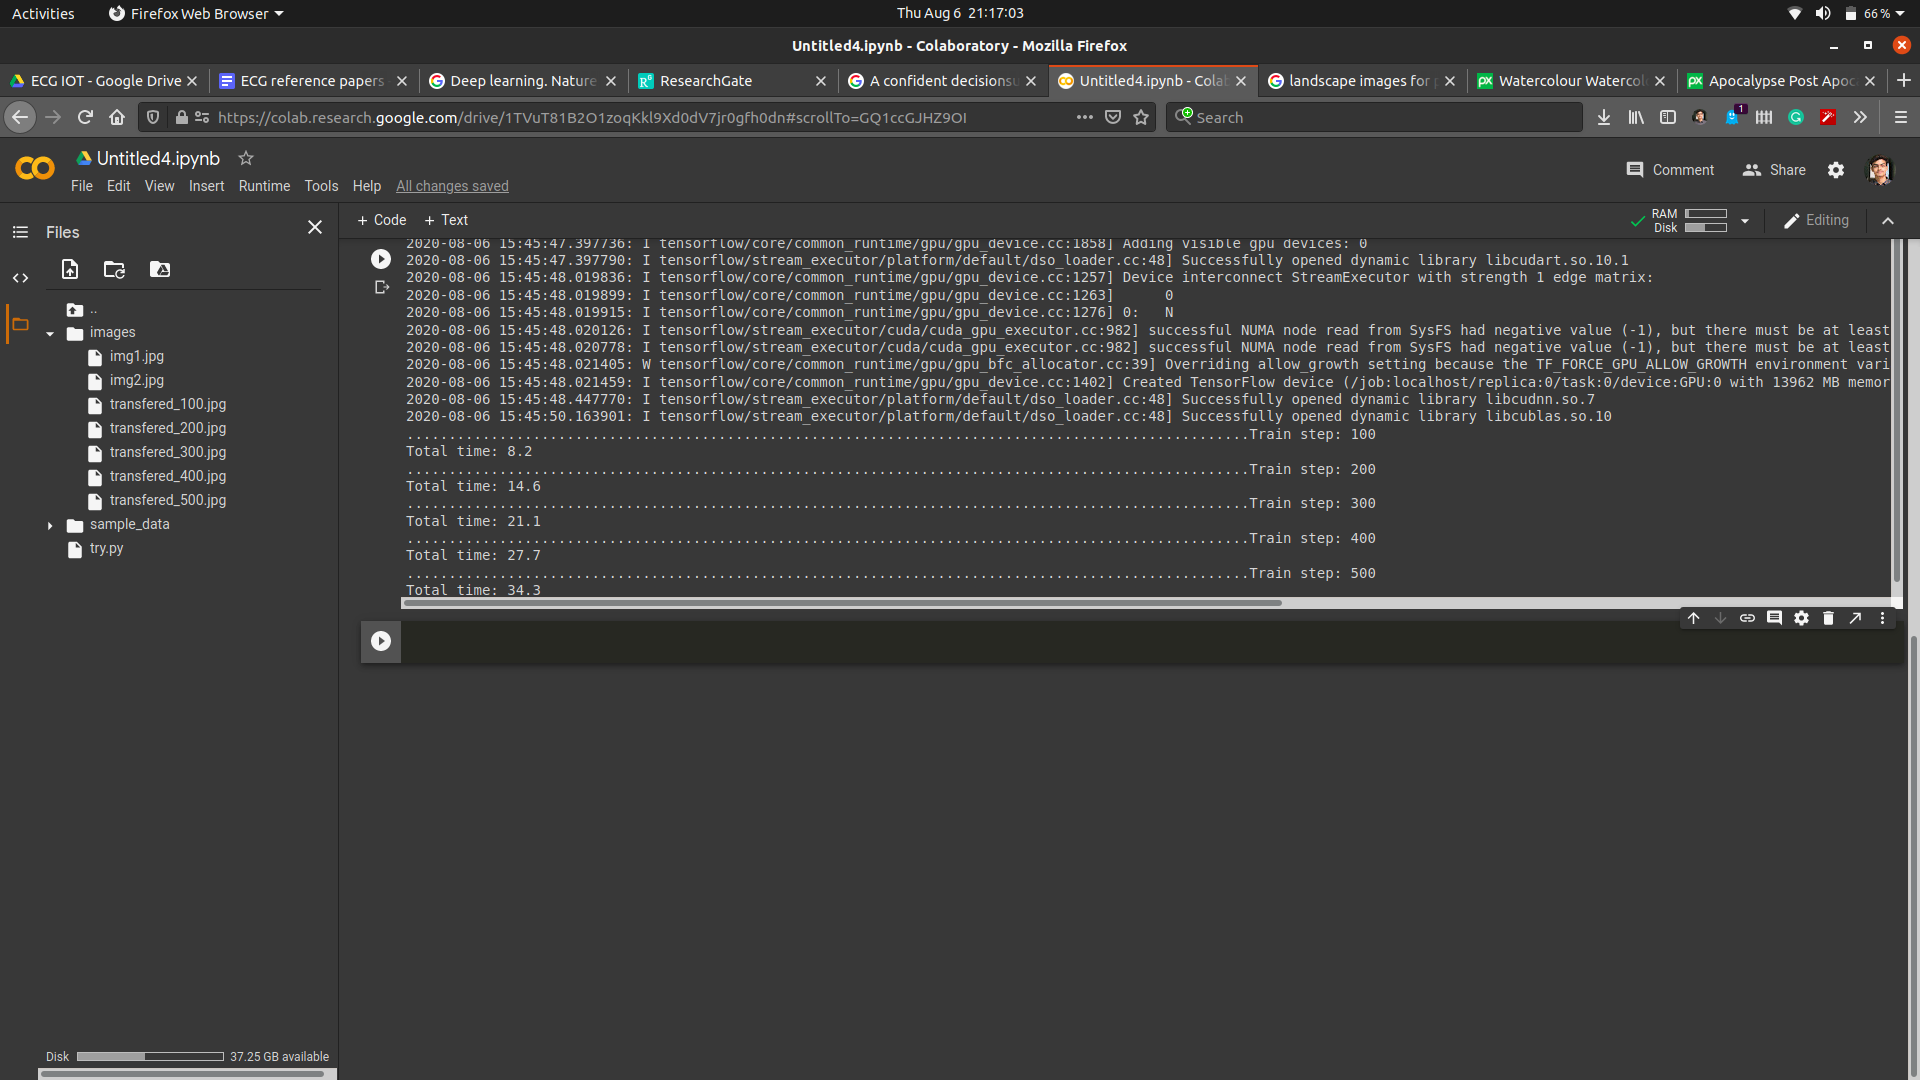 Activities
Firefox Web Browser
Thu Aug 6 21:17:03
66 %
Untitled4.ipynb - Colaboratory - Mozilla Firefox
ECG IOT - Google Drive
ECG reference papers
Deep learning. Nature
ResearchGate
A confident decisionsu
Untitled4.ipynb - Colab
landscape images for p
Watercolour Watercol
Apocalypse Post Apoc
https://colab.research.google.com/drive/1TVuT81B2O1zoqKkl9Xd0dV7jr0gfh0dn#scrollTo=GQ1ccGJHZ9OI
Search
1
Untitled4.ipynb
File Edit View Insert Runtime Tools Help All changes saved
Comment
Share
Files
+ Code + Text
RAM
Disk
Editing
..
images
img1.jpg
img2.jpg
transfered_100.jpg
transfered_200.jpg
transfered_300.jpg
transfered_400.jpg
transfered_500.jpg
sample_data
try.py
2020-08-06 15:45:47.397736: I tensorflow/core/common_runtime/gpu/gpu_device.cc:1858] Adding visible gpu devices: 0
2020-08-06 15:45:47.397790: I tensorflow/stream_executor/platform/default/dso_loader.cc:48] Successfully opened dynamic library libcudart.so.10.1
2020-08-06 15:45:48.019836: I tensorflow/core/common_runtime/gpu/gpu_device.cc:1257] Device interconnect StreamExecutor with strength 1 edge matrix:
2020-08-06 15:45:48.019899: I tensorflow/core/common_runtime/gpu/gpu_device.cc:1263]      0
2020-08-06 15:45:48.019915: I tensorflow/core/common_runtime/gpu/gpu_device.cc:1276] 0:   N
2020-08-06 15:45:48.020126: I tensorflow/stream_executor/cuda/cuda_gpu_executor.cc:982] successful NUMA node read from SysFS had negative value (-1), but there must be at least
2020-08-06 15:45:48.020778: I tensorflow/stream_executor/cuda/cuda_gpu_executor.cc:982] successful NUMA node read from SysFS had negative value (-1), but there must be at least
2020-08-06 15:45:48.021405: W tensorflow/core/common_runtime/gpu/gpu_bfc_allocator.cc:39] Overriding allow_growth setting because the TF_FORCE_GPU_ALLOW_GROWTH environment vari
2020-08-06 15:45:48.021459: I tensorflow/core/common_runtime/gpu/gpu_device.cc:1402] Created TensorFlow device (/job:localhost/replica:0/task:0/device:GPU:0 with 13962 MB memor
2020-08-06 15:45:48.447770: I tensorflow/stream_executor/platform/default/dso_loader.cc:48] Successfully opened dynamic library libcudnn.so.7
2020-08-06 15:45:50.163901: I tensorflow/stream_executor/platform/default/dso_loader.cc:48] Successfully opened dynamic library libcublas.so.10
....................................................................................................Train step: 100
Total time: 8.2
....................................................................................................Train step: 200
Total time: 14.6
....................................................................................................Train step: 300
Total time: 21.1
....................................................................................................Train step: 400
Total time: 27.7
....................................................................................................Train step: 500
Total time: 34.3
Disk
37.25 GB available